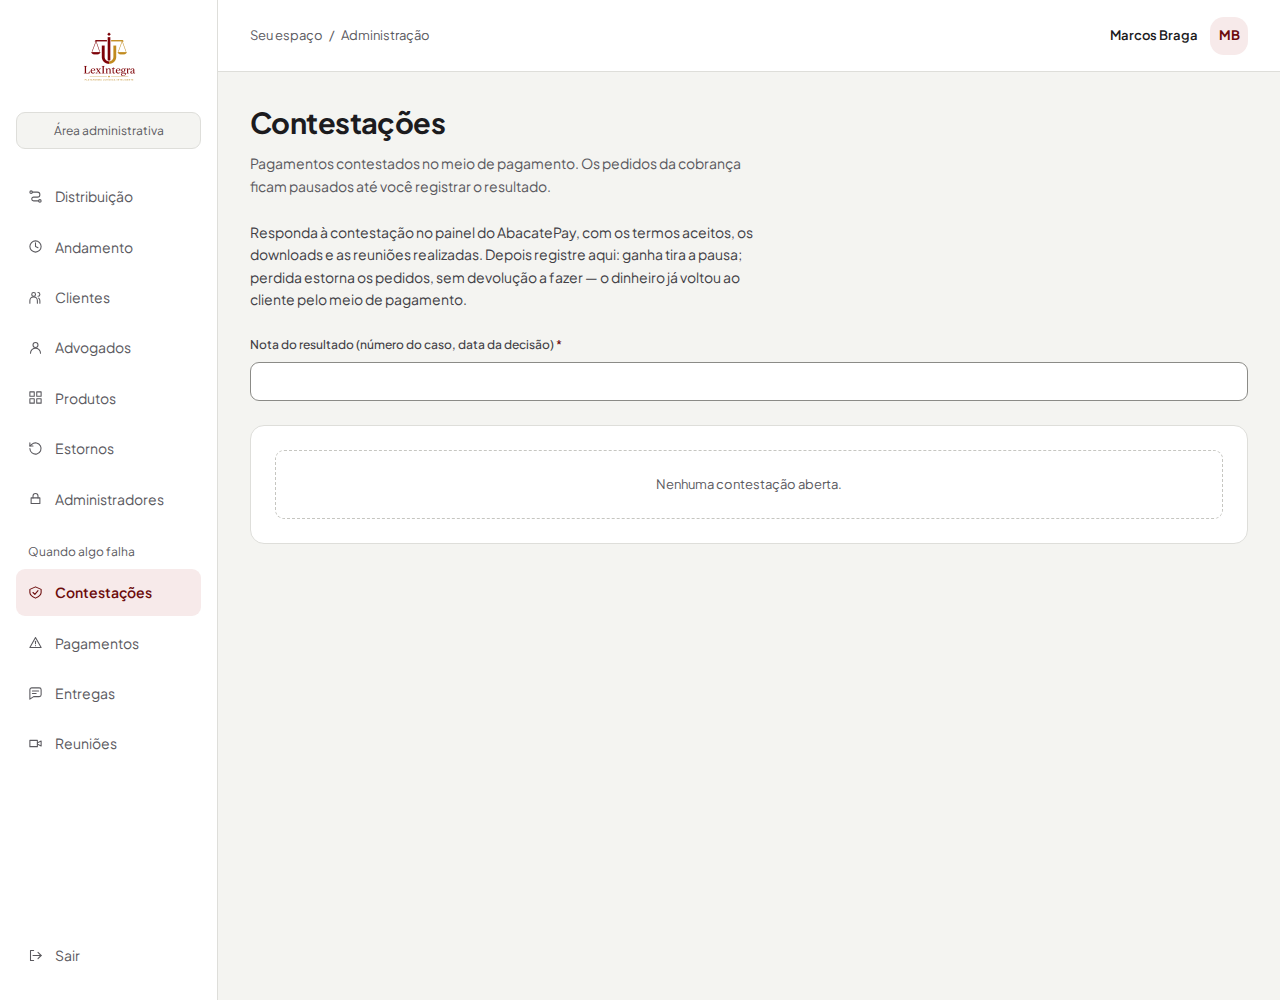 LexIntegra
Área administrativa
Distribuição
Andamento
Clientes
Advogados
Produtos
Estornos
Administradores
Quando algo falha
Contestações
Pagamentos
Entregas
Reuniões
Sair
Seu espaço / Administração
Marcos Braga MB
Contestações
Pagamentos contestados no meio de pagamento. Os pedidos da cobrança
ficam pausados até você registrar o resultado.
Responda à contestação no painel do AbacatePay, com os termos aceitos, os
downloads e as reuniões realizadas. Depois registre aqui: ganha tira a pausa;
perdida estorna os pedidos, sem devolução a fazer — o dinheiro já voltou ao
cliente pelo meio de pagamento.
Nota do resultado (número do caso, data da decisão) *
Nenhuma contestação aberta.